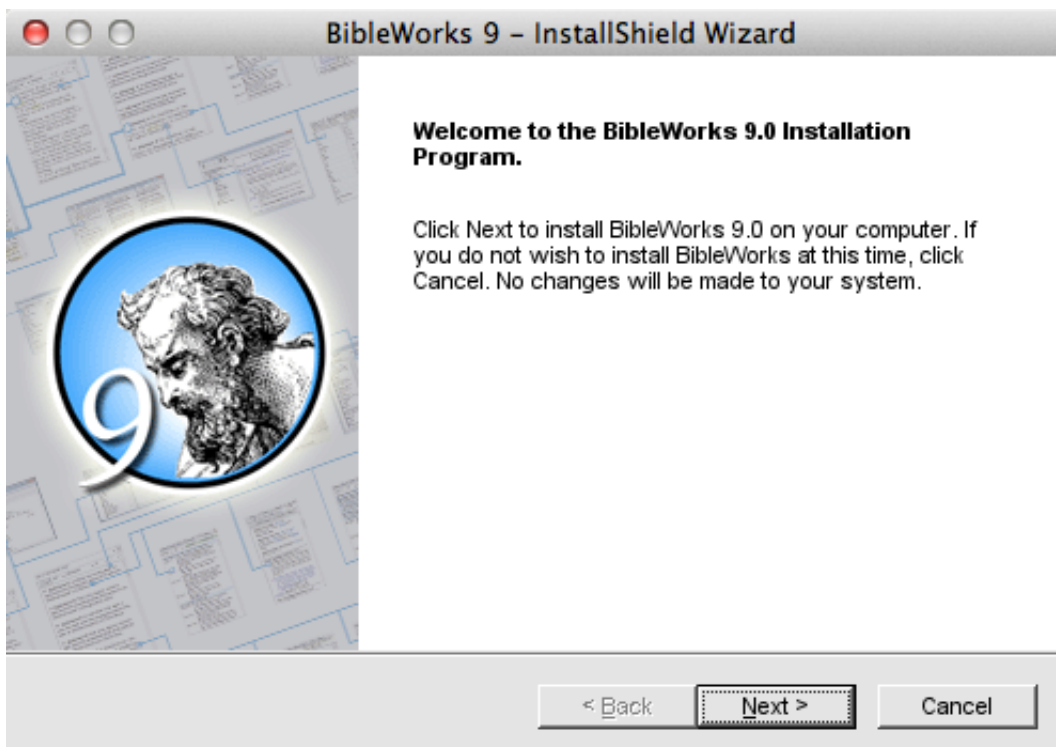 BibleWorks 9 – InstallShield Wizard
Welcome to the BibleWorks 9.0 Installation
Program.
Click Next to install BibleWorks 9.0 on your computer. If
you do not wish to install BibleWorks at this time, click
Cancel. No changes will be made to your system.
9
< Back
Next >
Cancel